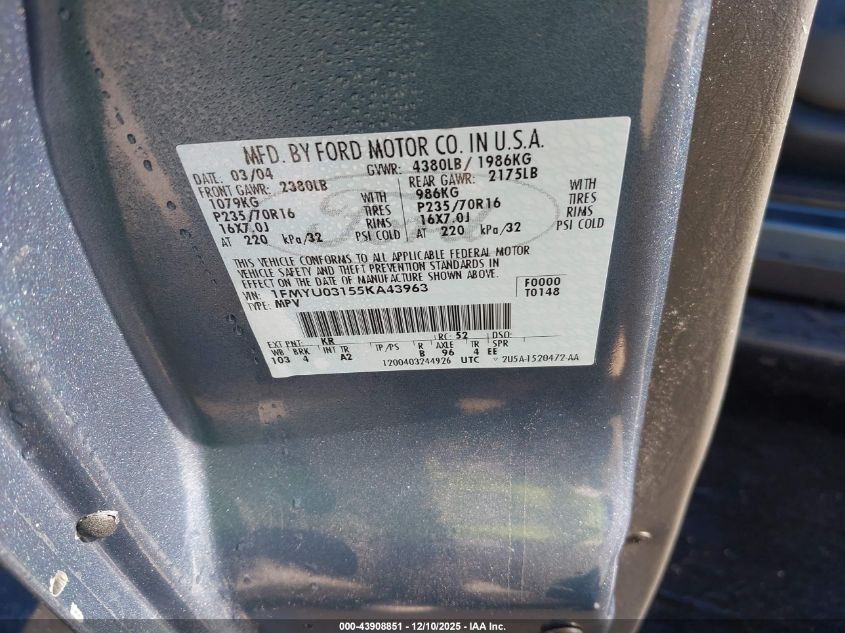 MFD. BY FORD MOTOR CO. IN U.S.A.
DATE: 03/04 GVWR: 4380LB/ 1986KG
FRONT GAWR: 2380LB REAR GAWR: 2175LB
1079KG WITH 986KG WITH
P235/70R16 TIRES P235/70R16 TIRES
16X7.0J RIMS 16X7.0J RIMS
AT 220 kPa/32 PSI COLD AT 220 kPa/32 PSI COLD
Ford
THIS VEHICLE CONFORMS TO ALL APPLICABLE FEDERAL MOTOR
VEHICLE SAFETY AND THEFT PREVENTION STANDARDS IN
EFFECT ON THE DATE OF MANUFACTURE SHOWN ABOVE.
VIN: 1FMYU03155KA43963 F0000
TYPE: MPV T0148
EXT PNT: KR RC: 52 DSO:
WB BRK INT TR TP/PS R AXLE TR SPR
103 4 A2 B 96 4 EE
1200403244926 UTC 2U5A-1520472-AA
000-43908851 - 12/10/2025 - IAA Inc.